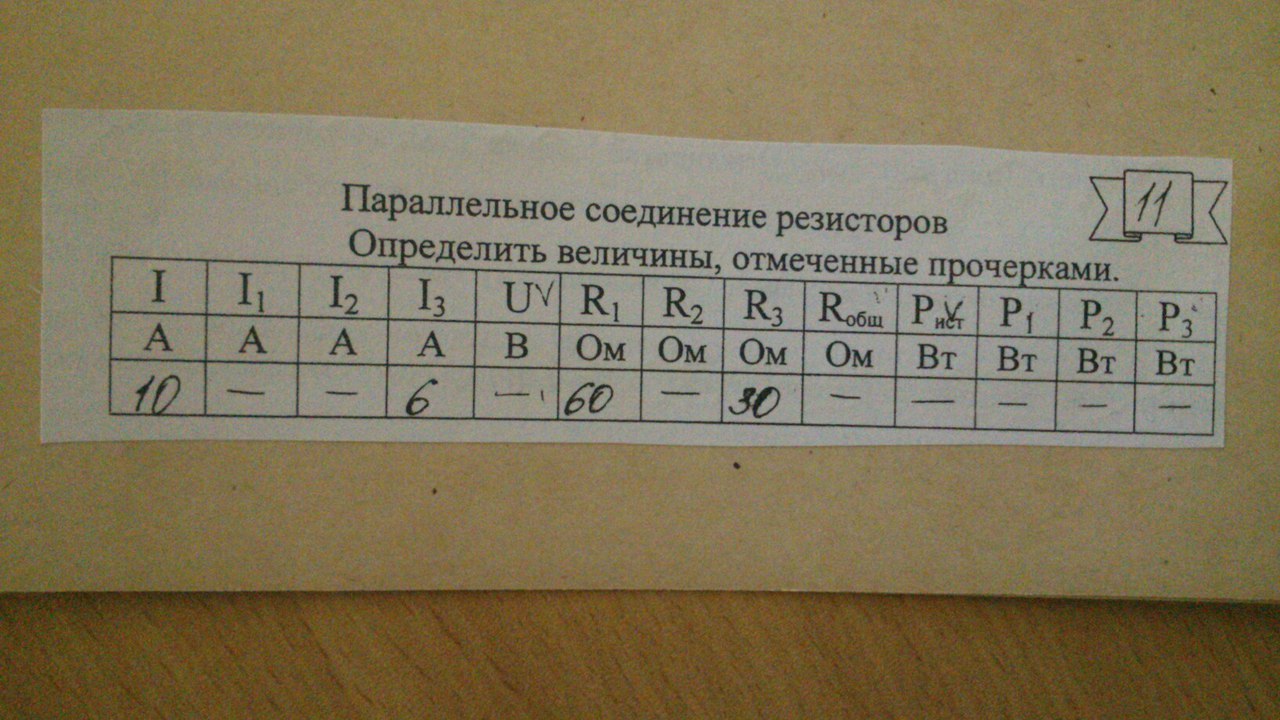 11
Параллельное соединение резисторов
Определить величины, отмеченные прочерками.
I I₁ I₂ I₃ U√ R₁ R₂ R₃ Rобщ Pист P₁ P₂ P₃
А А А А В Ом Ом Ом Ом Вт Вт Вт Вт
10 — — 6 — 60 — 30 — — — — —